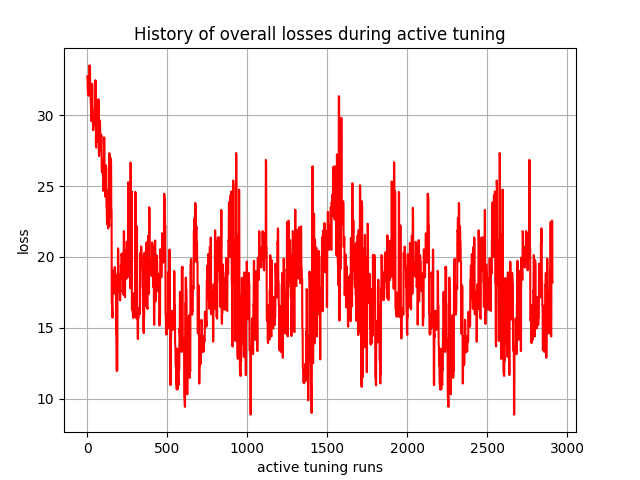 History of overall losses during active tuning
loss
30
25
20
15
10
0 500 1000 1500 2000 2500 3000
active tuning runs